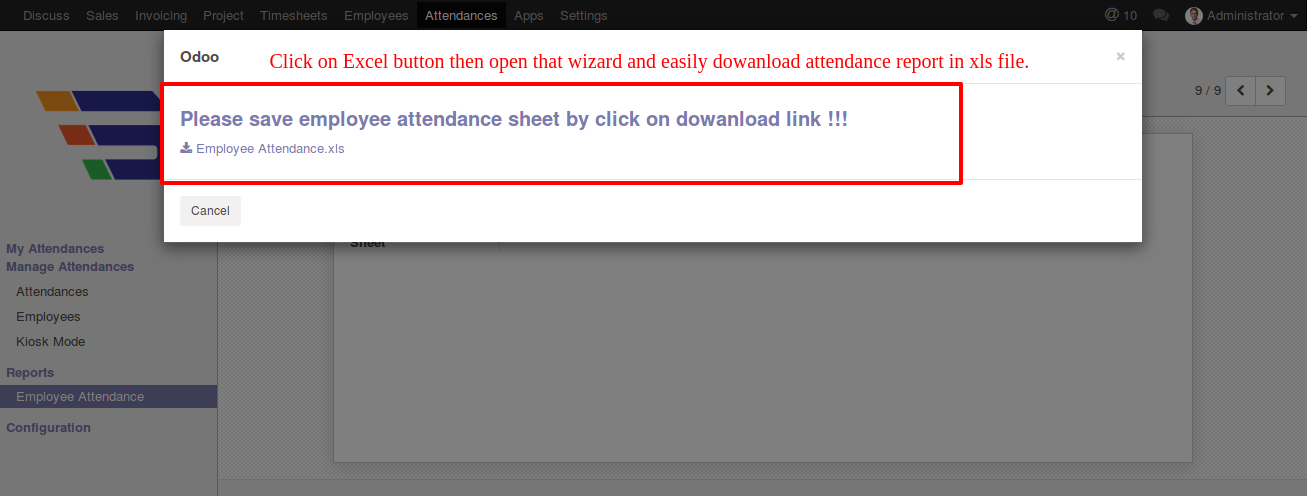 Discuss Sales Invoicing Project Timesheets Employees Attendances Apps Settings @ 10 Administrator
Odoo
Click on Excel button then open that wizard and easily dowanload attendance report in xls file.
×
9 / 9
Please save employee attendance sheet by click on dowanload link !!!
Employee Attendance.xls
Cancel
Sheet
My Attendances
Manage Attendances
Attendances
Employees
Kiosk Mode
Reports
Employee Attendance
Configuration